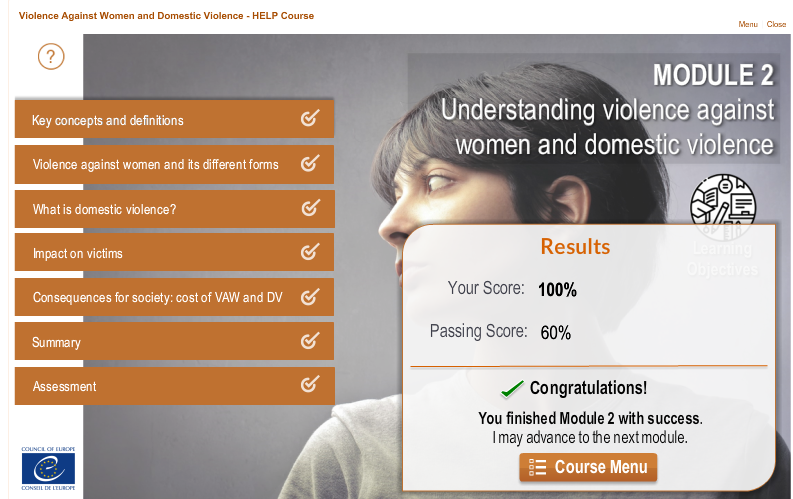 Violence Against Women and Domestic Violence - HELP Course
Menu Close
?
MODULE 2
Understanding violence against
women and domestic violence
Key concepts and definitions
Violence against women and its different forms
What is domestic violence?
Impact on victims
Consequences for society: cost of VAW and DV
Summary
Assessment
Learning
Objectives
Results
Your Score: 100%
Passing Score: 60%
Congratulations!
You finished Module 2 with success.
I may advance to the next module.
Course Menu
COUNCIL OF EUROPE
CONSEIL DE L'EUROPE